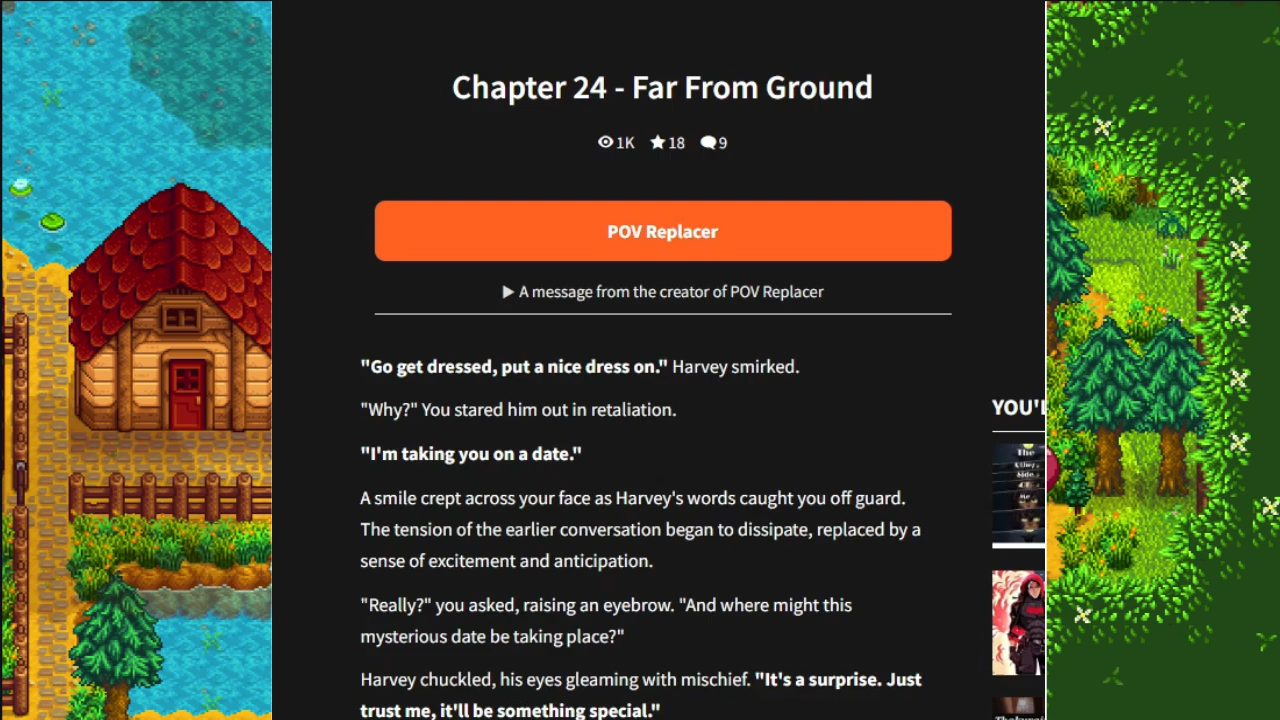 Chapter 24 - Far From Ground
1K 18 9
POV Replacer
▶ A message from the creator of POV Replacer
"Go get dressed, put a nice dress on." Harvey smirked.
"Why?" You stared him out in retaliation.
"I'm taking you on a date."
A smile crept across your face as Harvey's words caught you off guard.
The tension of the earlier conversation began to dissipate, replaced by a
sense of excitement and anticipation.
"Really?" you asked, raising an eyebrow. "And where might this
mysterious date be taking place?"
Harvey chuckled, his eyes gleaming with mischief. "It's a surprise. Just
trust me, it'll be something special."
YOU'L
The
Side
Me